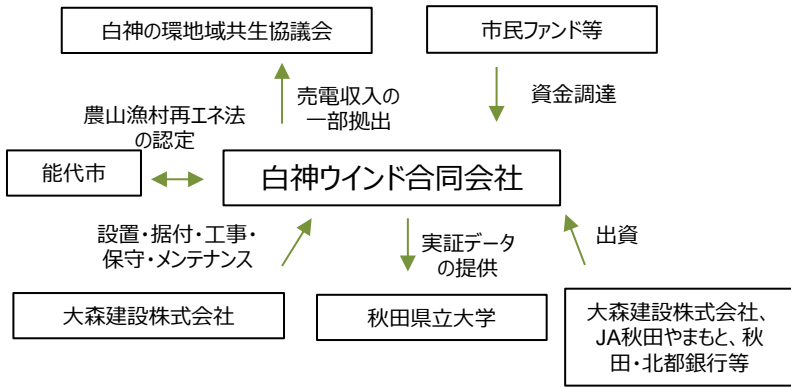 白神の環地域共生協議会
市民ファンド等
売電収入の
一部拠出
資金調達
農山漁村再エネ法
の認定
能代市
白神ウインド合同会社
設置・据付・工事・
保守・メンテナンス
実証データ
の提供
出資
大森建設株式会社
秋田県立大学
大森建設株式会社、
JA秋田やまもと、秋
田・北都銀行等